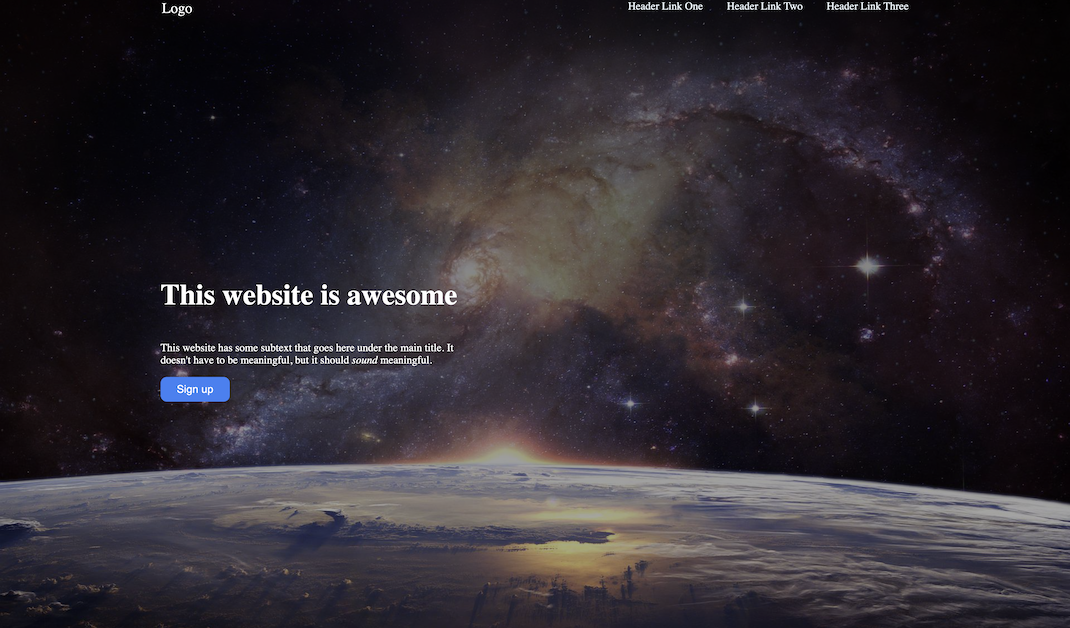 Logo
Header Link One Header Link Two Header Link Three
This website is awesome
This website has some subtext that goes here under the main title. It
doesn't have to be meaningful, but it should sound meaningful.
Sign up